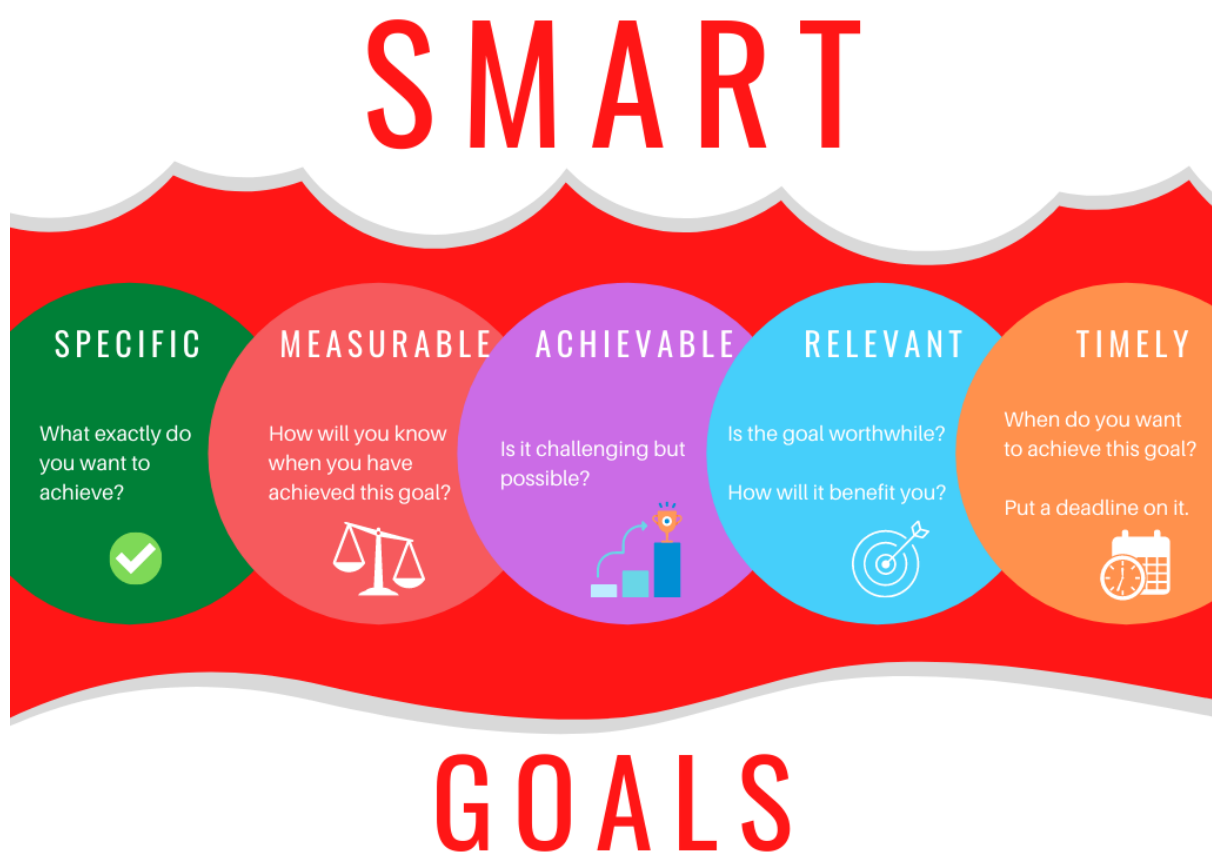 SMART
SPECIFIC
What exactly do
you want to
achieve?
MEASURABLE
How will you know
when you have
achieved this goal?
ACHIEVABLE
Is it challenging but
possible?
RELEVANT
Is the goal worthwhile?
How will it benefit you?
TIMELY
When do you want
to achieve this goal?
Put a deadline on it.
GOALS